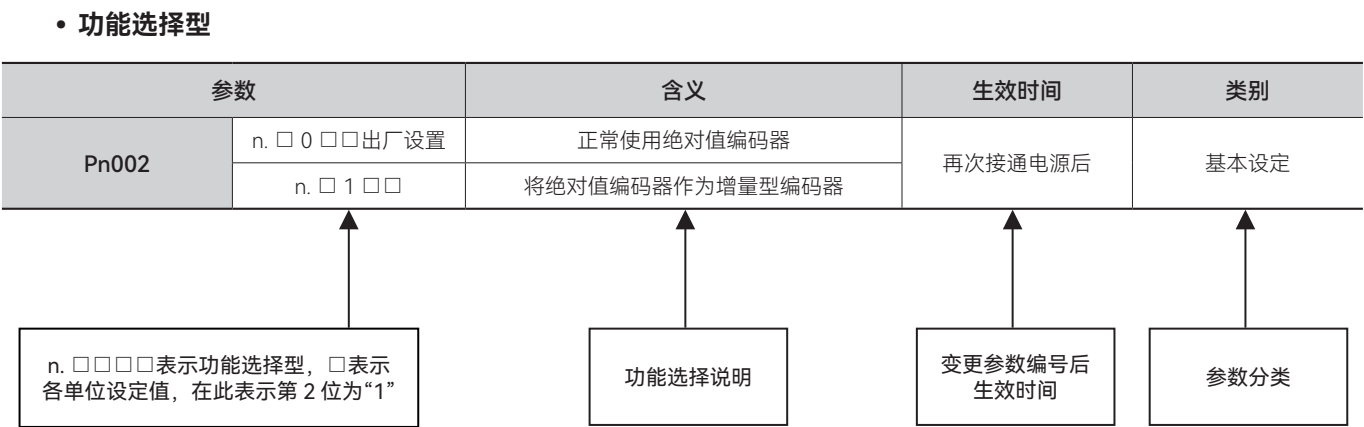 • 功能选择型
参数 含义 生效时间 类别
Pn002 n. □ 0 □□出厂设置 正常使用绝对值编码器 再次接通电源后 基本设定
n. □ 1 □□ 将绝对值编码器作为增量型编码器
n. □□□□表示功能选择型，□表示
各单位设定值，在此表示第 2 位为“1”
功能选择说明
变更参数编号后
生效时间
参数分类